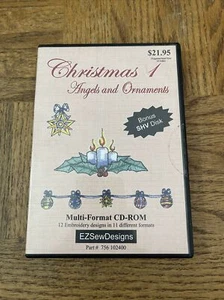 $21.95
Christmas 1
Angels and Ornaments
Bonus
SHV Disk
Multi-Format CD-ROM
12 Embroidery designs in 11 different formats
EZSewDesigns
Part # 756 102400